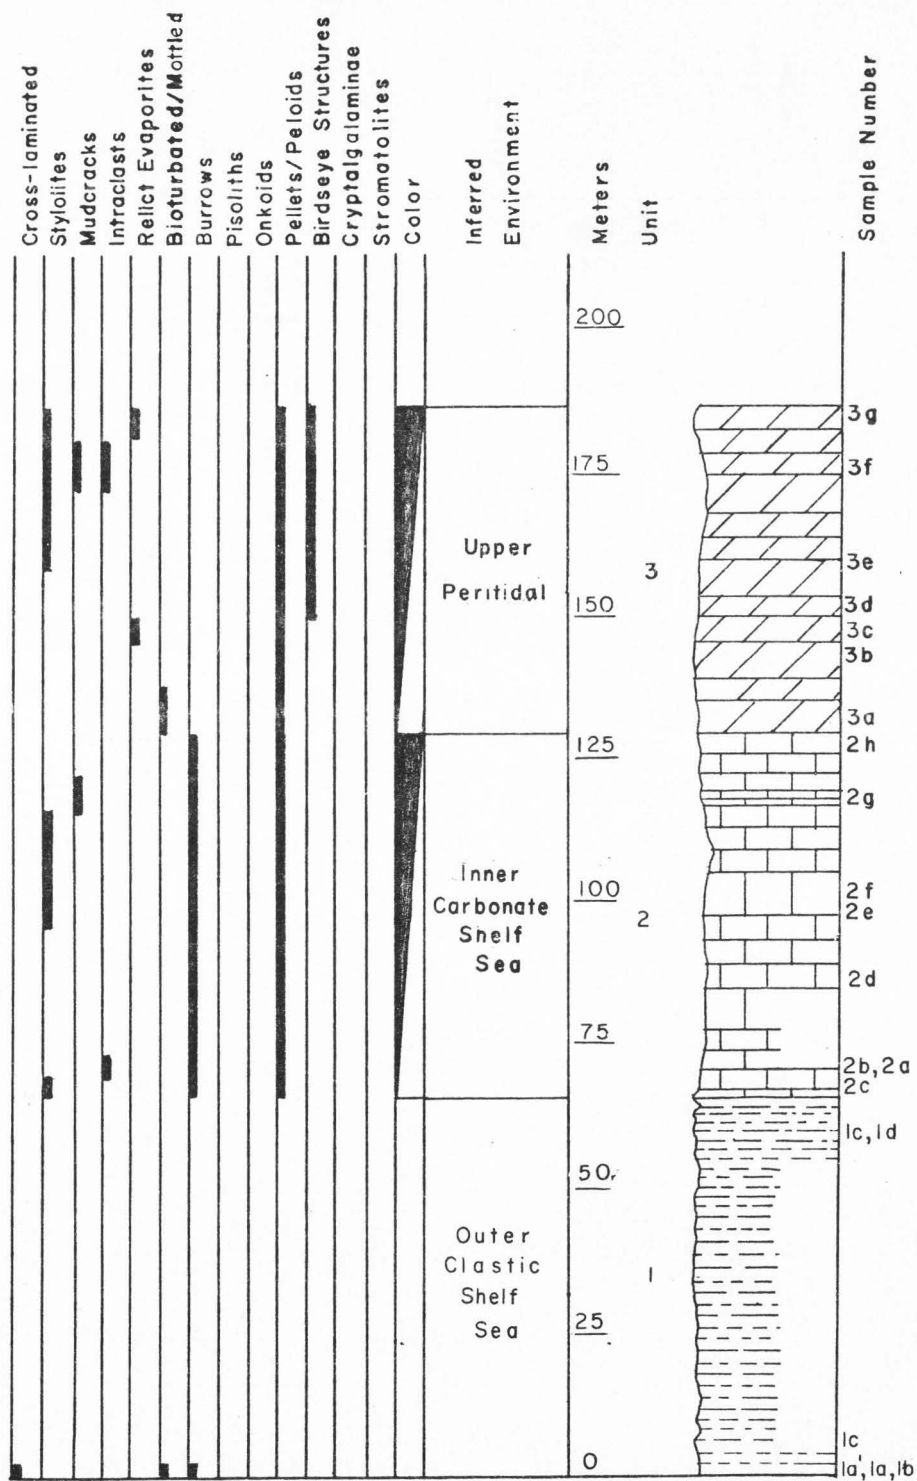 Cross-laminated
Stylolites
Mudcracks
Intraclasts
Relict Evaporites
Bioturbated/Mottled
Burrows
Pisoliths
Onkoids
Pellets/Peloids
Birdseye Structures
Cryptalgalaminae
Stromatolites
Color
Inferred
Environment
Meters
Unit
Sample Number
200
175
150
125
100
75
50
25
0
Upper
Peritidal
Inner
Carbonate
Shelf
Sea
Outer
Clastic
Shelf
Sea
3
2
1
3g
3f
3e
3d
3c
3b
3a
2h
2g
2f
2e
2d
2b, 2a
2c
1c, 1d
1c
1a', 1a, 1b